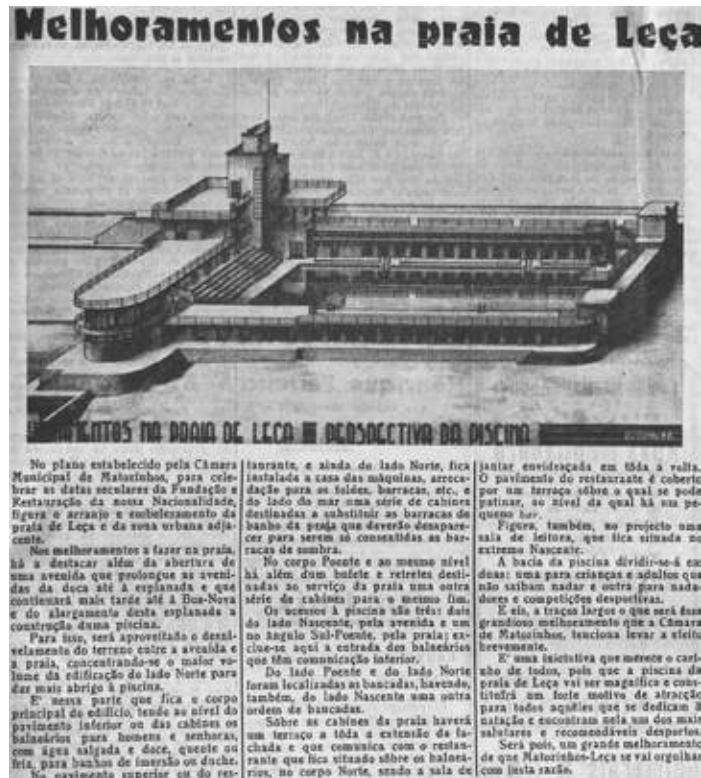 Melhoramentos na praia de Leça
AMENTOS NA PRAIA DE LEÇA ■ PERSPECTIVA DA PISCINA
No plano estabelecido pela Câmara
Municipal de Matozinhos, para cele-
brar as datas seculares da Fundação e
Restauração da nossa Nacionalidade,
figura o arranjo e embelezamento da
praia de Leça e da zona urbana adja-
cente.
Nos melhoramentos a fazer na praia,
há a destacar além da abertura de
uma avenida que prolongue as aveni-
das da doca até à esplanada e que
continuará mais tarde até à Boa-Nova
e do alargamento desta esplanada a
construção duma piscina.
Para isso, será aproveitado o desni-
velamento do terreno entre a avenida e
a praia, concentrando-se o maior vo-
lume da edificação do lado Norte para
dar mais abrigo à piscina.
E' nessa parte que fica o corpo
principal do edifício, tendo ao nível do
pavimento inferior ou das cabines os
balneários para homens e senhoras,
com água salgada e doce, quente ou
fria, para banhos de imersão ou duche.
No pavimento superior ou do res-
taurante, e ainda do lado Norte, fica
instalada a casa das máquinas, arreca-
dação para os toldos, barracas, etc., e
do lado do mar uma série de cabines
destinadas a substituir as barracas de
banho da praia que deverão desapare-
cer para serem só consentidas as bar-
racas de sombra.
No corpo Poente e ao mesmo nível
há além dum bufete e retretes desti-
nadas ao serviço da praia uma outra
série de cabines para o mesmo fim.
Os acessos à piscina são três: dois
do lado Nascente, pela avenida e um
no ângulo Sul-Poente, pela praia; ex-
clue-se aqui a entrada dos balneários
que têm comunicação interior.
Do lado Poente e do lado Norte
foram localizadas as bancadas, havendo,
também, do lado Nascente uma outra
ordem de bancadas.
Sôbre as cabines da praia haverá
um terraço a tôda a extensão da fa-
chada e que comunica com o restau-
rante que fica situado sôbre os balneá-
rios, no corpo Norte, sendo a sala de
jantar envidraçada em tôda a volta.
O pavimento do restaurante é coberto
por um terraço sôbre o qual se pode
patinar, ao nível da qual há um pe-
queno bar.
Figura, também, no projecto uma
sala de leitura, que fica situada no
extremo Nascente.
A bacia da piscina dividir-se-á em
duas: uma para crianças e adultos que
não saibam nadar e outra para nada-
dores e competições desportivas.
E eis, a traços largos o que será êsse
grandioso melhoramento que a Câmara
de Matozinhos, tenciona levar a efeito
brevemente.
E' uma iniciativa que merece o cari-
nho de todos, pois que a piscina da
praia de Leça vai ser magnífica e cons-
tituïrá um forte motivo de atracção
para todos aquêles que se dedicam à
natação e encontram nela um dos mais
salutares e recomendáveis desportos.
Será pois, um grande melhoramento
de que Matozinhos-Leça se vai orgulhar
com justa razão.